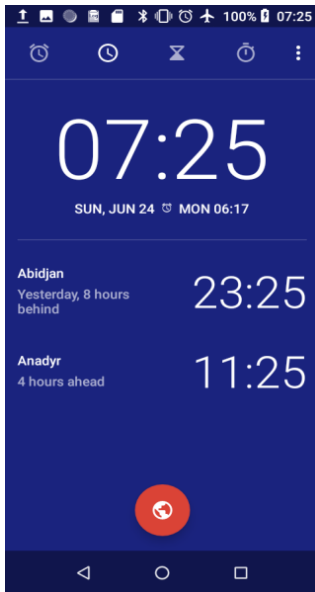 100% 07:25
07:25
SUN, JUN 24 MON 06:17
Abidjan
Yesterday, 8 hours
behind
23:25
Anadyr
4 hours ahead
11:25